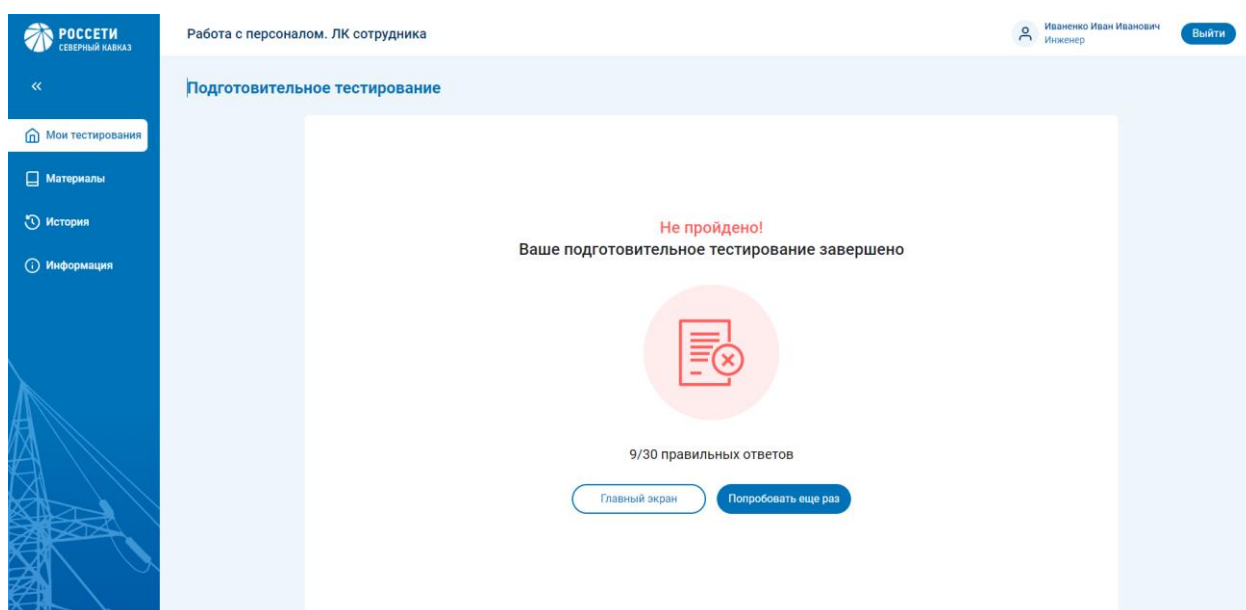 РОССЕТИ
СЕВЕРНЫЙ КАВКАЗ
Работа с персоналом. ЛК сотрудника
Иваненко Иван Иванович
Инженер
Выйти
Подготовительное тестирование
Мои тестирования
Материалы
История
Информация
Не пройдено!
Ваше подготовительное тестирование завершено
9/30 правильных ответов
Главный экран
Попробовать еще раз